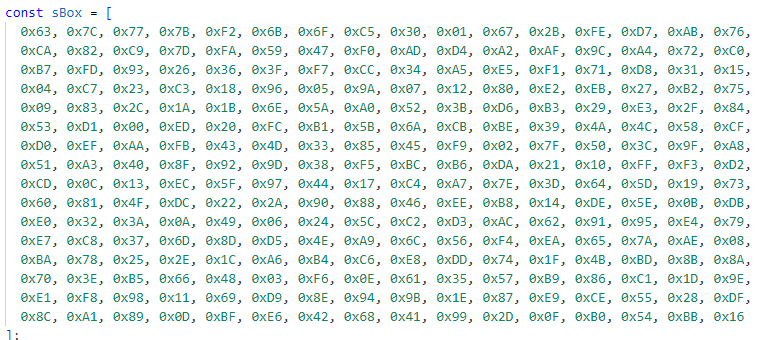 const sBox = [
0x63, 0x7C, 0x77, 0x7B, 0xF2, 0x6B, 0x6F, 0xC5, 0x30, 0x01, 0x67, 0x2B, 0xFE, 0xD7, 0xAB, 0x76,
0xCA, 0x82, 0xC9, 0x7D, 0xFA, 0x59, 0x47, 0xF0, 0xAD, 0xD4, 0xA2, 0xAF, 0x9C, 0xA4, 0x72, 0xC0,
0xB7, 0xFD, 0x93, 0x26, 0x36, 0x3F, 0xF7, 0xCC, 0x34, 0xA5, 0xE5, 0xF1, 0x71, 0xD8, 0x31, 0x15,
0x04, 0xC7, 0x23, 0xC3, 0x18, 0x96, 0x05, 0x9A, 0x07, 0x12, 0x80, 0xE2, 0xEB, 0x27, 0xB2, 0x75,
0x09, 0x83, 0x2C, 0x1A, 0x1B, 0x6E, 0x5A, 0xA0, 0x52, 0x3B, 0xD6, 0xB3, 0x29, 0xE3, 0x2F, 0x84,
0x53, 0xD1, 0x00, 0xED, 0x20, 0xFC, 0xB1, 0x5B, 0x6A, 0xCB, 0xBE, 0x39, 0x4A, 0x4C, 0x58, 0xCF,
0xD0, 0xEF, 0xAA, 0xFB, 0x43, 0x4D, 0x33, 0x85, 0x45, 0xF9, 0x02, 0x7F, 0x50, 0x3C, 0x9F, 0xA8,
0x51, 0xA3, 0x40, 0x8F, 0x92, 0x9D, 0x38, 0xF5, 0xBC, 0xB6, 0xDA, 0x21, 0x10, 0xFF, 0xF3, 0xD2,
0xCD, 0x0C, 0x13, 0xEC, 0x5F, 0x97, 0x44, 0x17, 0xC4, 0xA7, 0x7E, 0x3D, 0x64, 0x5D, 0x19, 0x73,
0x60, 0x81, 0x4F, 0xDC, 0x22, 0x2A, 0x90, 0x88, 0x46, 0xEE, 0xB8, 0x14, 0xDE, 0x5E, 0x0B, 0xDB,
0xE0, 0x32, 0x3A, 0x0A, 0x49, 0x06, 0x24, 0x5C, 0xC2, 0xD3, 0xAC, 0x62, 0x91, 0x95, 0xE4, 0x79,
0xE7, 0xC8, 0x37, 0x6D, 0x8D, 0xD5, 0x4E, 0xA9, 0x6C, 0x56, 0xF4, 0xEA, 0x65, 0x7A, 0xAE, 0x08,
0xBA, 0x78, 0x25, 0x2E, 0x1C, 0xA6, 0xB4, 0xC6, 0xE8, 0xDD, 0x74, 0x1F, 0x4B, 0xBD, 0x8B, 0x8A,
0x70, 0x3E, 0xB5, 0x66, 0x48, 0x03, 0xF6, 0x0E, 0x61, 0x35, 0x57, 0xB9, 0x86, 0xC1, 0x1D, 0x9E,
0xE1, 0xF8, 0x98, 0x11, 0x69, 0xD9, 0x8E, 0x94, 0x9B, 0x1E, 0x87, 0xE9, 0xCE, 0x55, 0x28, 0xDF,
0x8C, 0xA1, 0x89, 0x0D, 0xBF, 0xE6, 0x42, 0x68, 0x41, 0x99, 0x2D, 0x0F, 0xB0, 0x54, 0xBB, 0x16
];